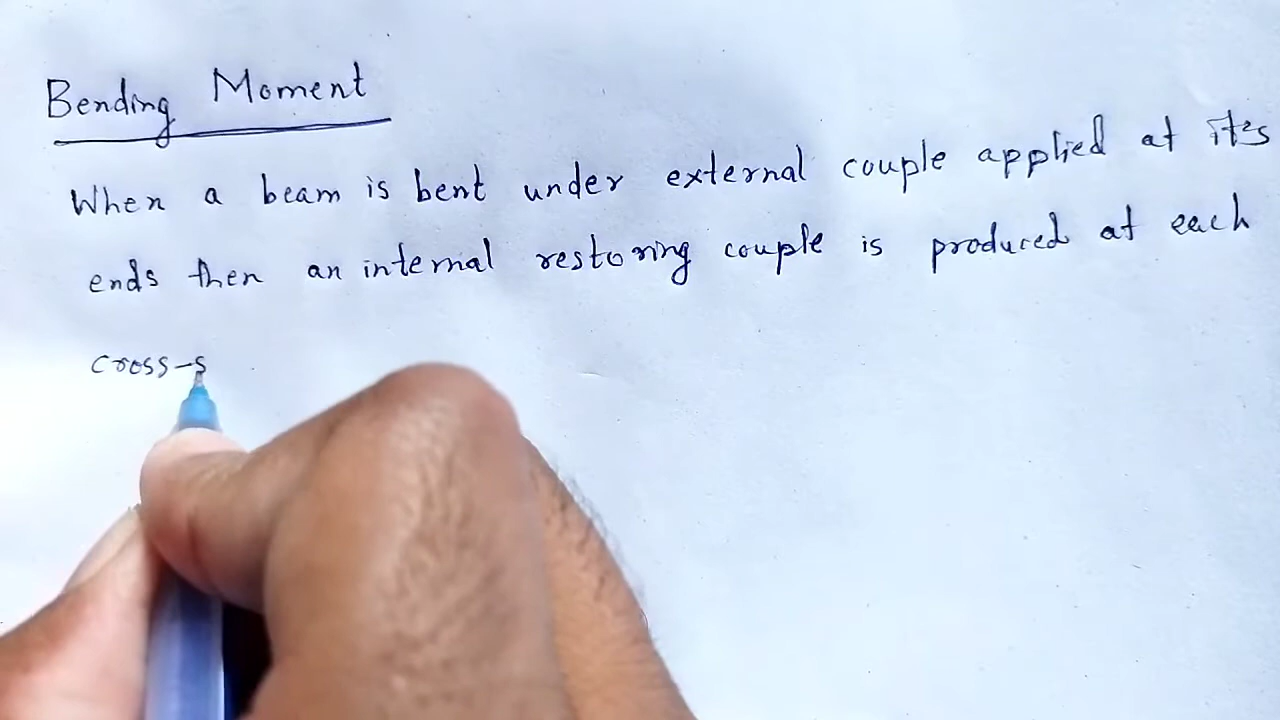 Bending Moment
When a beam is bent under external couple applied at it's
ends then an internal restoring couple is produced at each
cross-s